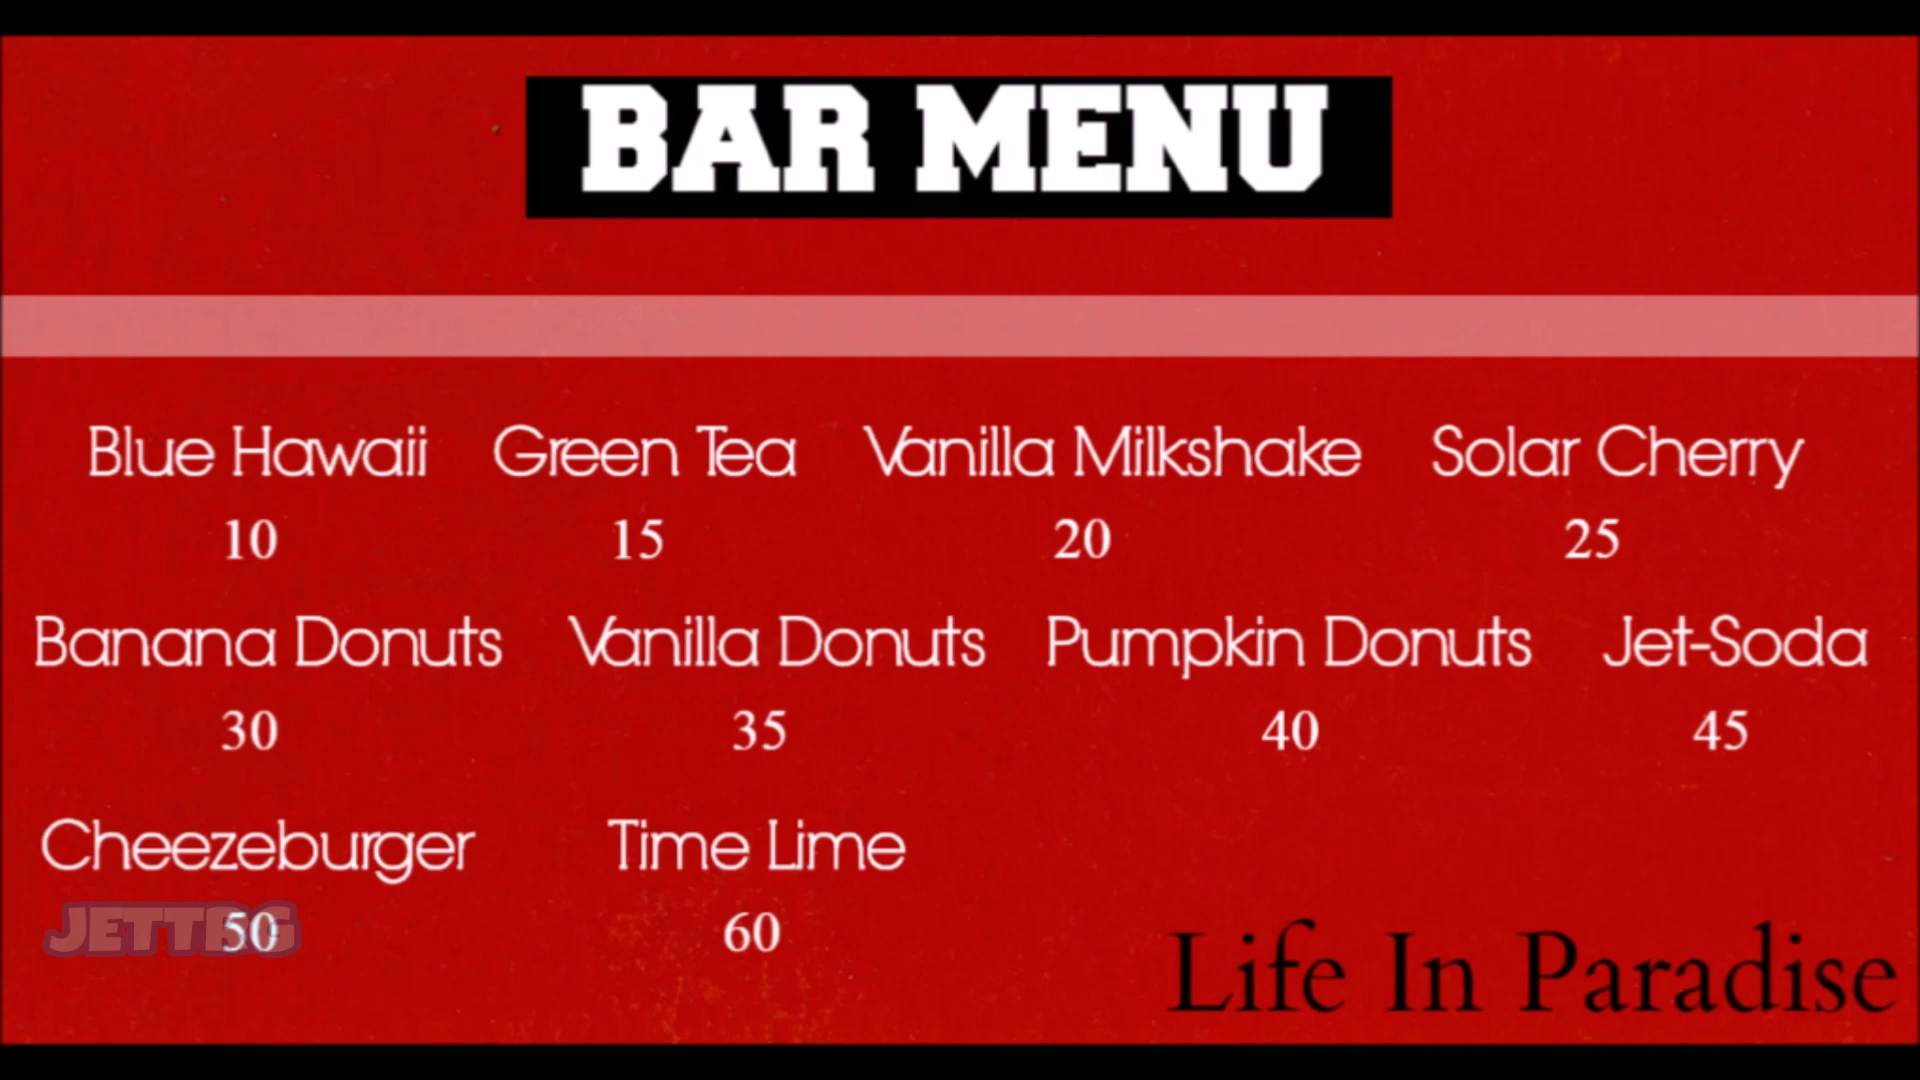 BAR MENU
Blue Hawaii Green Tea Vanilla Milkshake Solar Cherry
10 15 20 25
Banana Donuts Vanilla Donuts Pumpkin Donuts Jet-Soda
30 35 40 45
Cheezeburger Time Lime
JETTBG
50 60
Life In Paradise